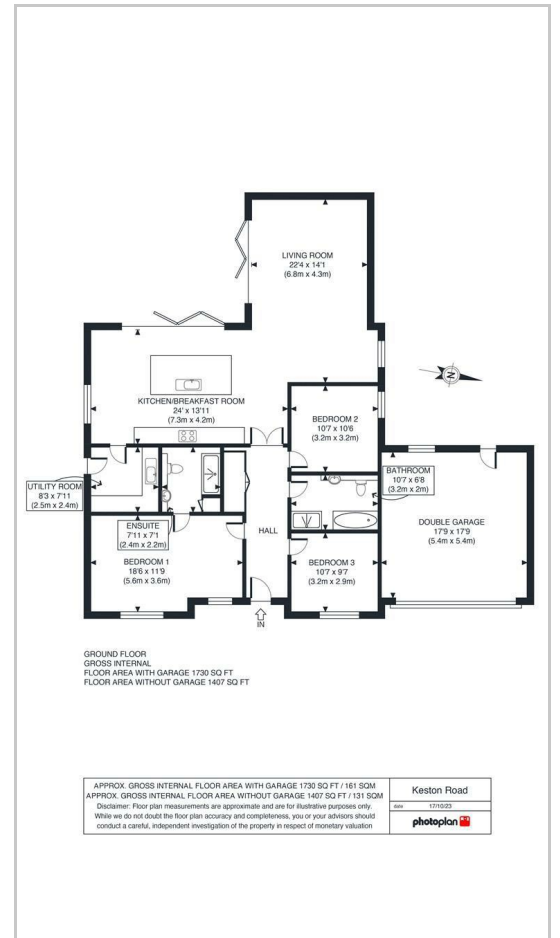 LIVING ROOM
22'4 x 14'1
(6.8m x 4.3m)
KITCHEN/BREAKFAST ROOM
24' x 13'11
(7.3m x 4.2m)
N
BEDROOM 2
10'7 x 10'6
(3.2m x 3.2m)
UTILITY ROOM
8'3 x 7'11
(2.5m x 2.4m)
BATHROOM
10'7 x 6'8
(3.2m x 2m)
ENSUITE
7'11 x 7'1
(2.4m x 2.2m)
HALL
DOUBLE GARAGE
17'9 x 17'9
(5.4m x 5.4m)
BEDROOM 1
18'6 x 11'9
(5.6m x 3.6m)
BEDROOM 3
10'7 x 9'7
(3.2m x 2.9m)
IN
GROUND FLOOR
GROSS INTERNAL
FLOOR AREA WITH GARAGE 1730 SQ FT
FLOOR AREA WITHOUT GARAGE 1407 SQ FT
APPROX. GROSS INTERNAL FLOOR AREA WITH GARAGE 1730 SQ FT / 161 SQM
APPROX. GROSS INTERNAL FLOOR AREA WITHOUT GARAGE 1407 SQ FT / 131 SQM
Disclaimer: Floor plan measurements are approximate and are for illustrative purposes only.
While we do not doubt the floor plan accuracy and completeness, you or your advisors should
conduct a careful, independent investigation of the property in respect of monetary valuation
Keston Road
date 17/10/23
photoplan